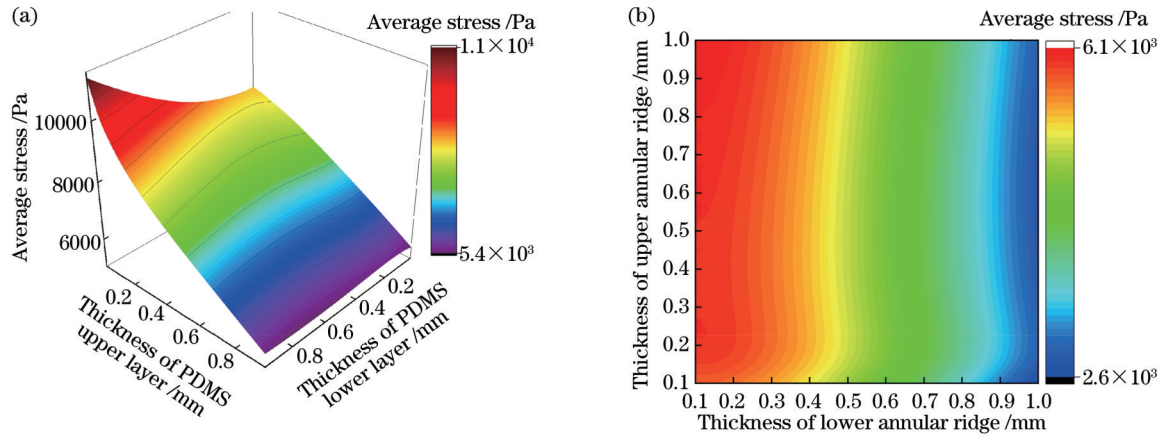 (a)
Average stress /Pa
1.1×10⁴
5.4×10³
Average stress /Pa
10000
8000
6000
0.2
0.4
0.6
0.8
Thickness of PDMS
upper layer /mm
0.2
0.4
0.6
0.8
Thickness of PDMS
lower layer /mm
(b)
Average stress /Pa
6.1×10³
2.6×10³
Thickness of upper annular ridge /mm
1.0
0.9
0.8
0.7
0.6
0.5
0.4
0.3
0.2
0.1
0.1 0.2 0.3 0.4 0.5 0.6 0.7 0.8 0.9 1.0
Thickness of lower annular ridge /mm